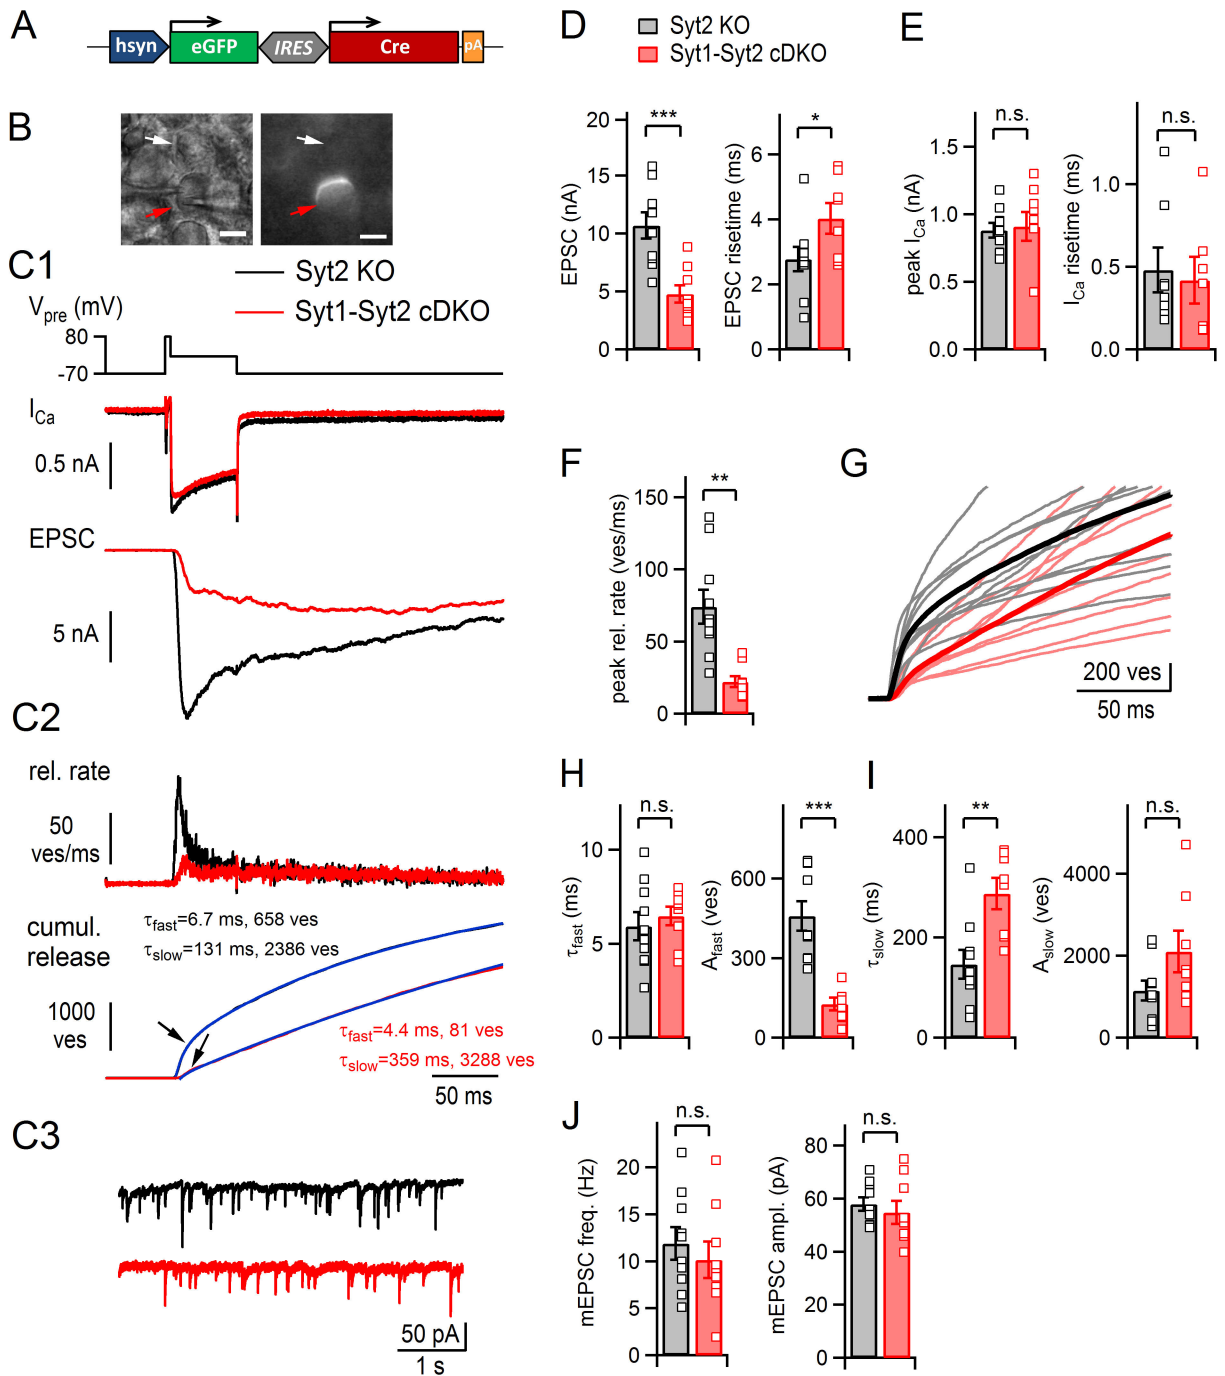 A
hsyn eGFP IRES Cre pA
B
C1
Syt2 KO
Syt1-Syt2 cDKO
Vpre (mV)
80
-70
ICa
0.5 nA
EPSC
5 nA
C2
rel. rate
50
ves/ms
cumul.
release
τfast=6.7 ms, 658 ves
τslow=131 ms, 2386 ves
1000
ves
τfast=4.4 ms, 81 ves
τslow=359 ms, 3288 ves
50 ms
C3
50 pA
1 s
D
Syt2 KO
Syt1-Syt2 cDKO
EPSC (nA)
20
15
10
5
0
***
EPSC risetime (ms)
6
4
2
0
*
E
peak ICa (nA)
1.5
1.0
0.5
0.0
n.s.
ICa risetime (ms)
1.0
0.5
0.0
n.s.
F
peak rel. rate (ves/ms)
150
100
50
0
**
G
200 ves
50 ms
H
τfast (ms)
10
5
0
n.s.
Afast (ves)
600
300
0
***
I
τslow (ms)
400
200
0
**
Aslow (ves)
4000
2000
0
n.s.
J
mEPSC freq. (Hz)
20
15
10
5
0
n.s.
mEPSC ampl. (pA)
80
60
40
20
0
n.s.